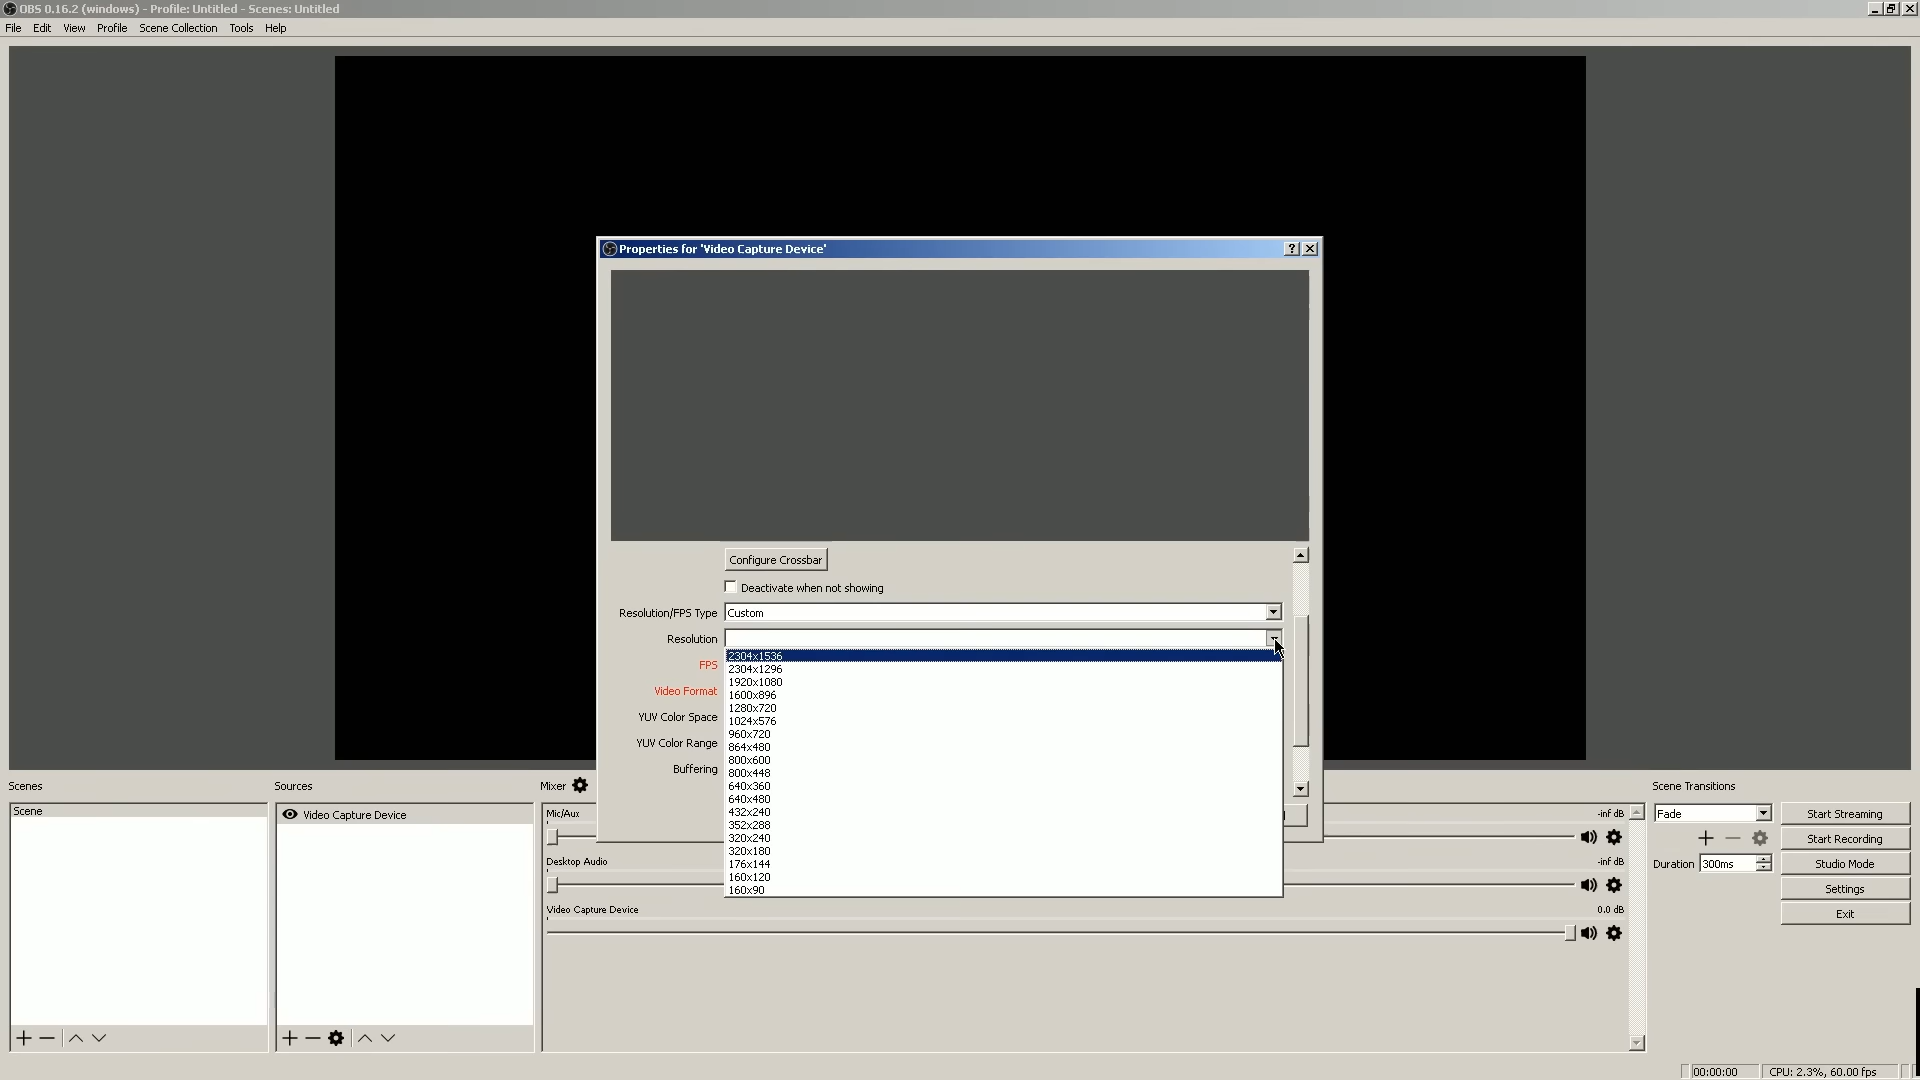 OBS 0.16.2 (windows) - Profile: Untitled - Scenes: Untitled
File Edit View Profile Scene Collection Tools Help
Properties for 'Video Capture Device'
Configure Crossbar
Deactivate when not showing
Resolution/FPS Type Custom
Resolution
FPS
Video Format
YUV Color Space
YUV Color Range
Buffering
2304x1536
2304x1296
1920x1080
1600x896
1280x720
1024x576
960x720
864x480
800x600
800x448
640x360
640x480
432x240
352x288
320x240
320x180
176x144
160x120
160x90
Scenes
Scene
Sources
Video Capture Device
Mixer
Mic/Aux -inf dB
Desktop Audio -inf dB
Video Capture Device 0.0 dB
Scene Transitions
Fade
Duration 300ms
Start Streaming
Start Recording
Studio Mode
Settings
Exit
00:00:00 CPU: 2.3%, 60.00 fps